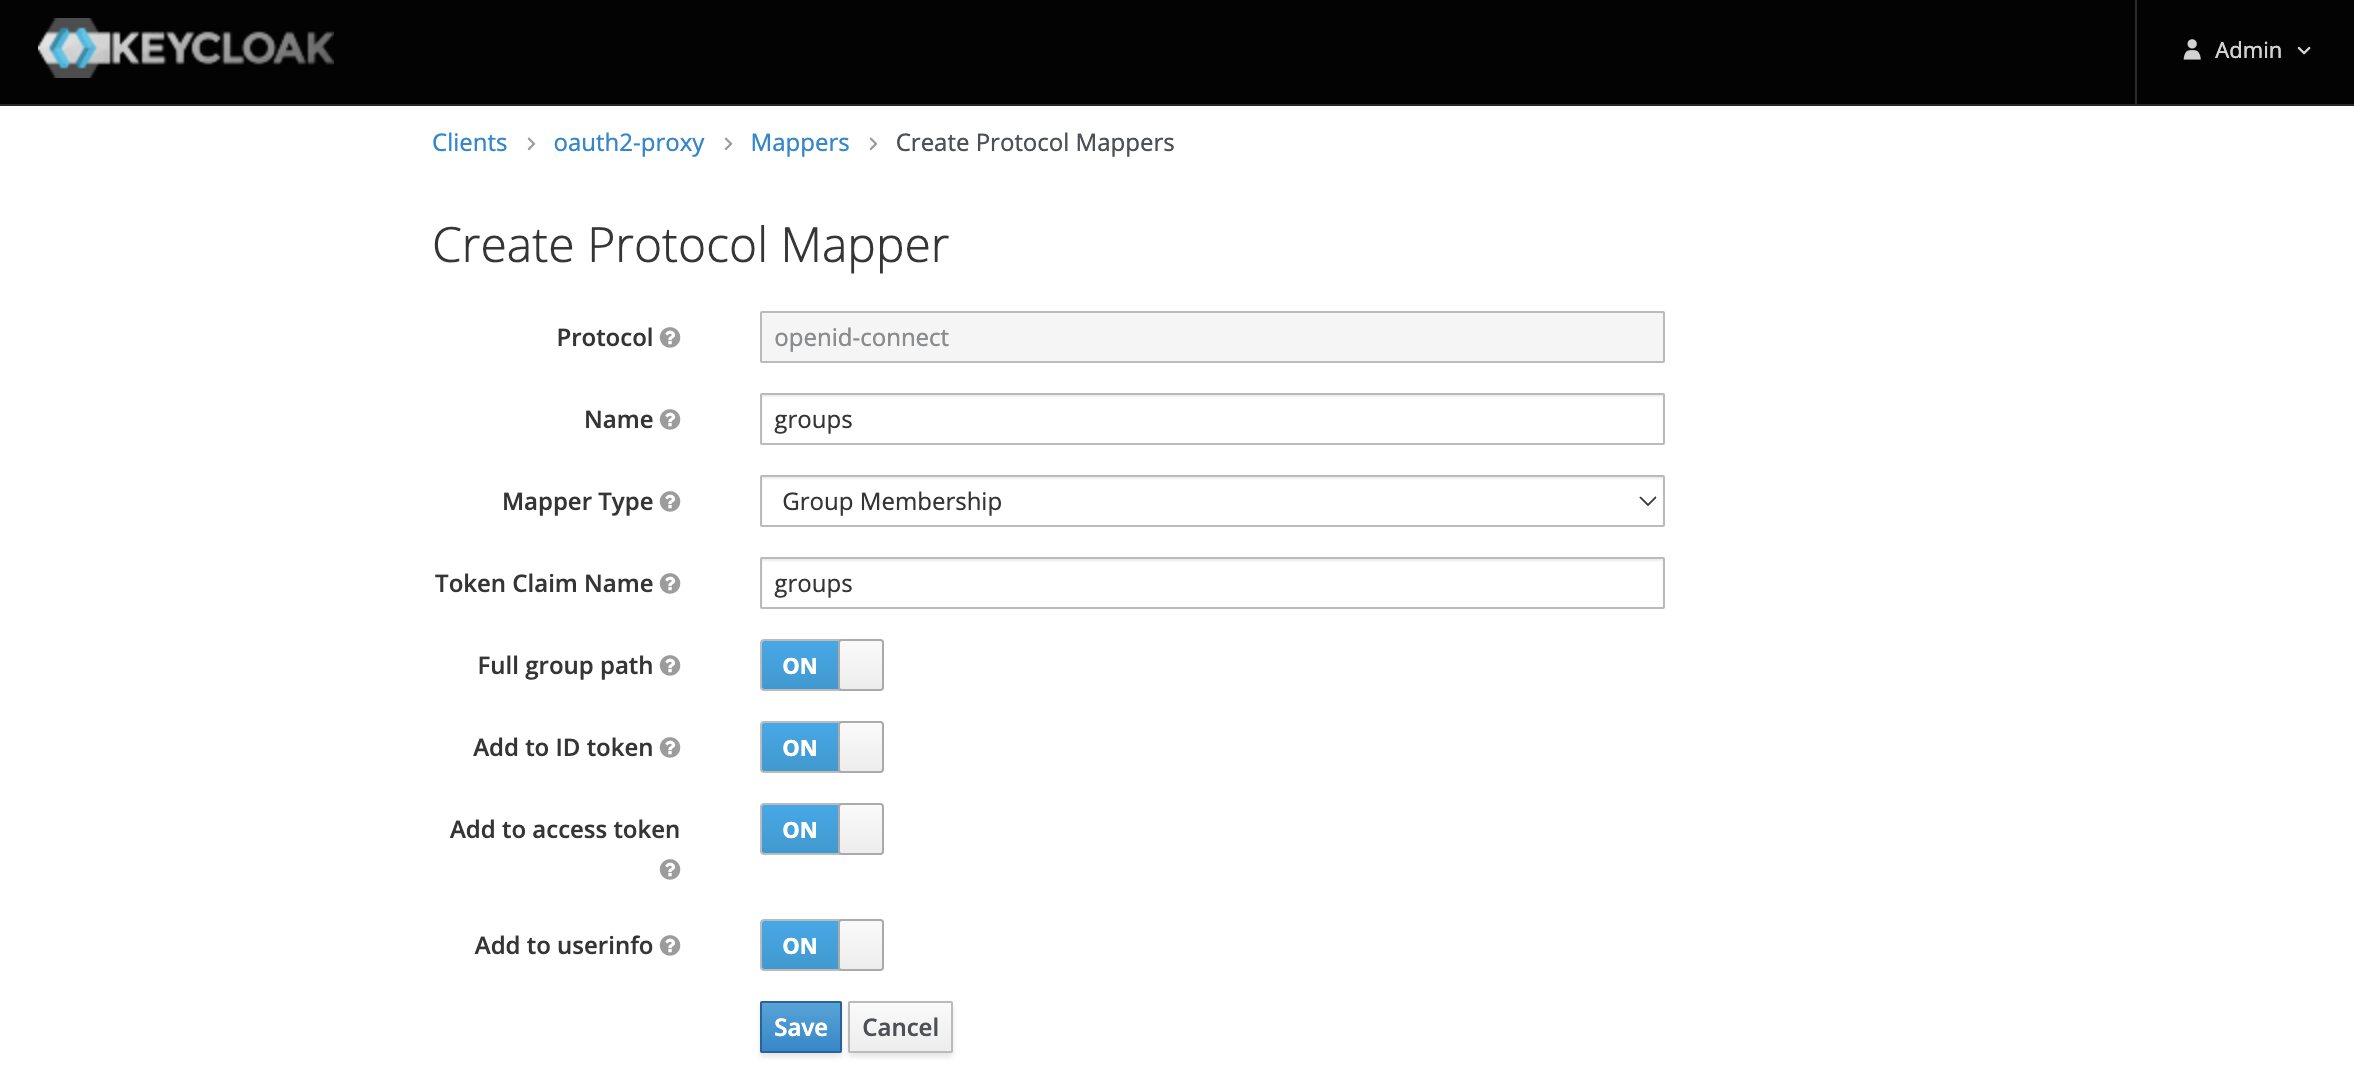 KEYCLOAK
Admin
Clients > oauth2-proxy > Mappers > Create Protocol Mappers
Create Protocol Mapper
Protocol ?
openid-connect
Name ?
groups
Mapper Type ?
Group Membership
Token Claim Name ?
groups
Full group path ?
ON
Add to ID token ?
ON
Add to access token
?
ON
Add to userinfo ?
ON
Save
Cancel